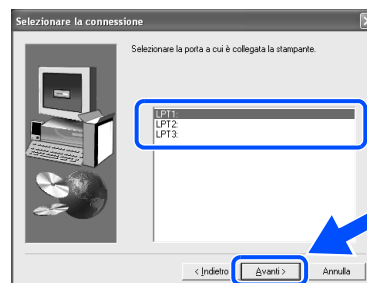 Selezionare la connessione
Selezionare la porta a cui è collegata la stampante.
LPT1:
LPT2:
LPT3:
< Indietro
Avanti >
Annulla